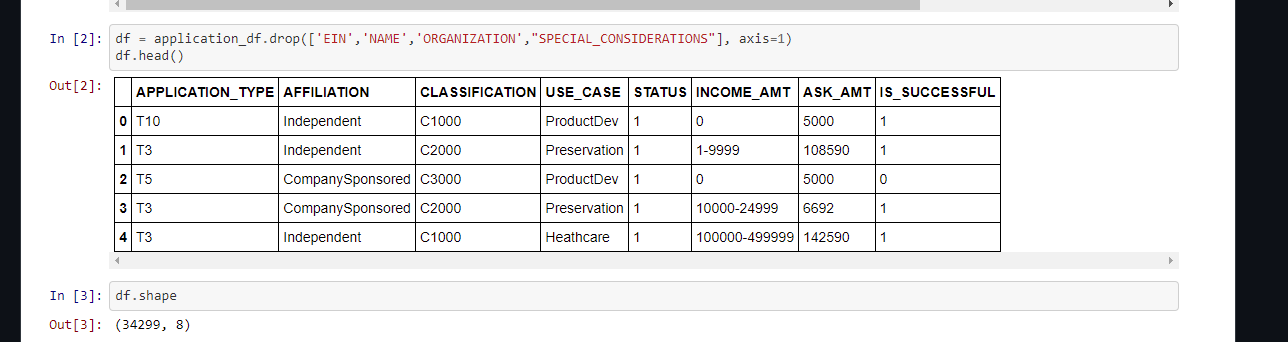 In [2]: df = application_df.drop(['EIN','NAME','ORGANIZATION',"SPECIAL_CONSIDERATIONS"], axis=1)
df.head()
Out[2]:
APPLICATION_TYPE AFFILIATION CLASSIFICATION USE_CASE STATUS INCOME_AMT ASK_AMT IS_SUCCESSFUL
0 T10 Independent C1000 ProductDev 1 0 5000 1
1 T3 Independent C2000 Preservation 1 1-9999 108590 1
2 T5 CompanySponsored C3000 ProductDev 1 0 5000 0
3 T3 CompanySponsored C2000 Preservation 1 10000-24999 6692 1
4 T3 Independent C1000 Heathcare 1 100000-499999 142590 1
In [3]: df.shape
Out[3]: (34299, 8)